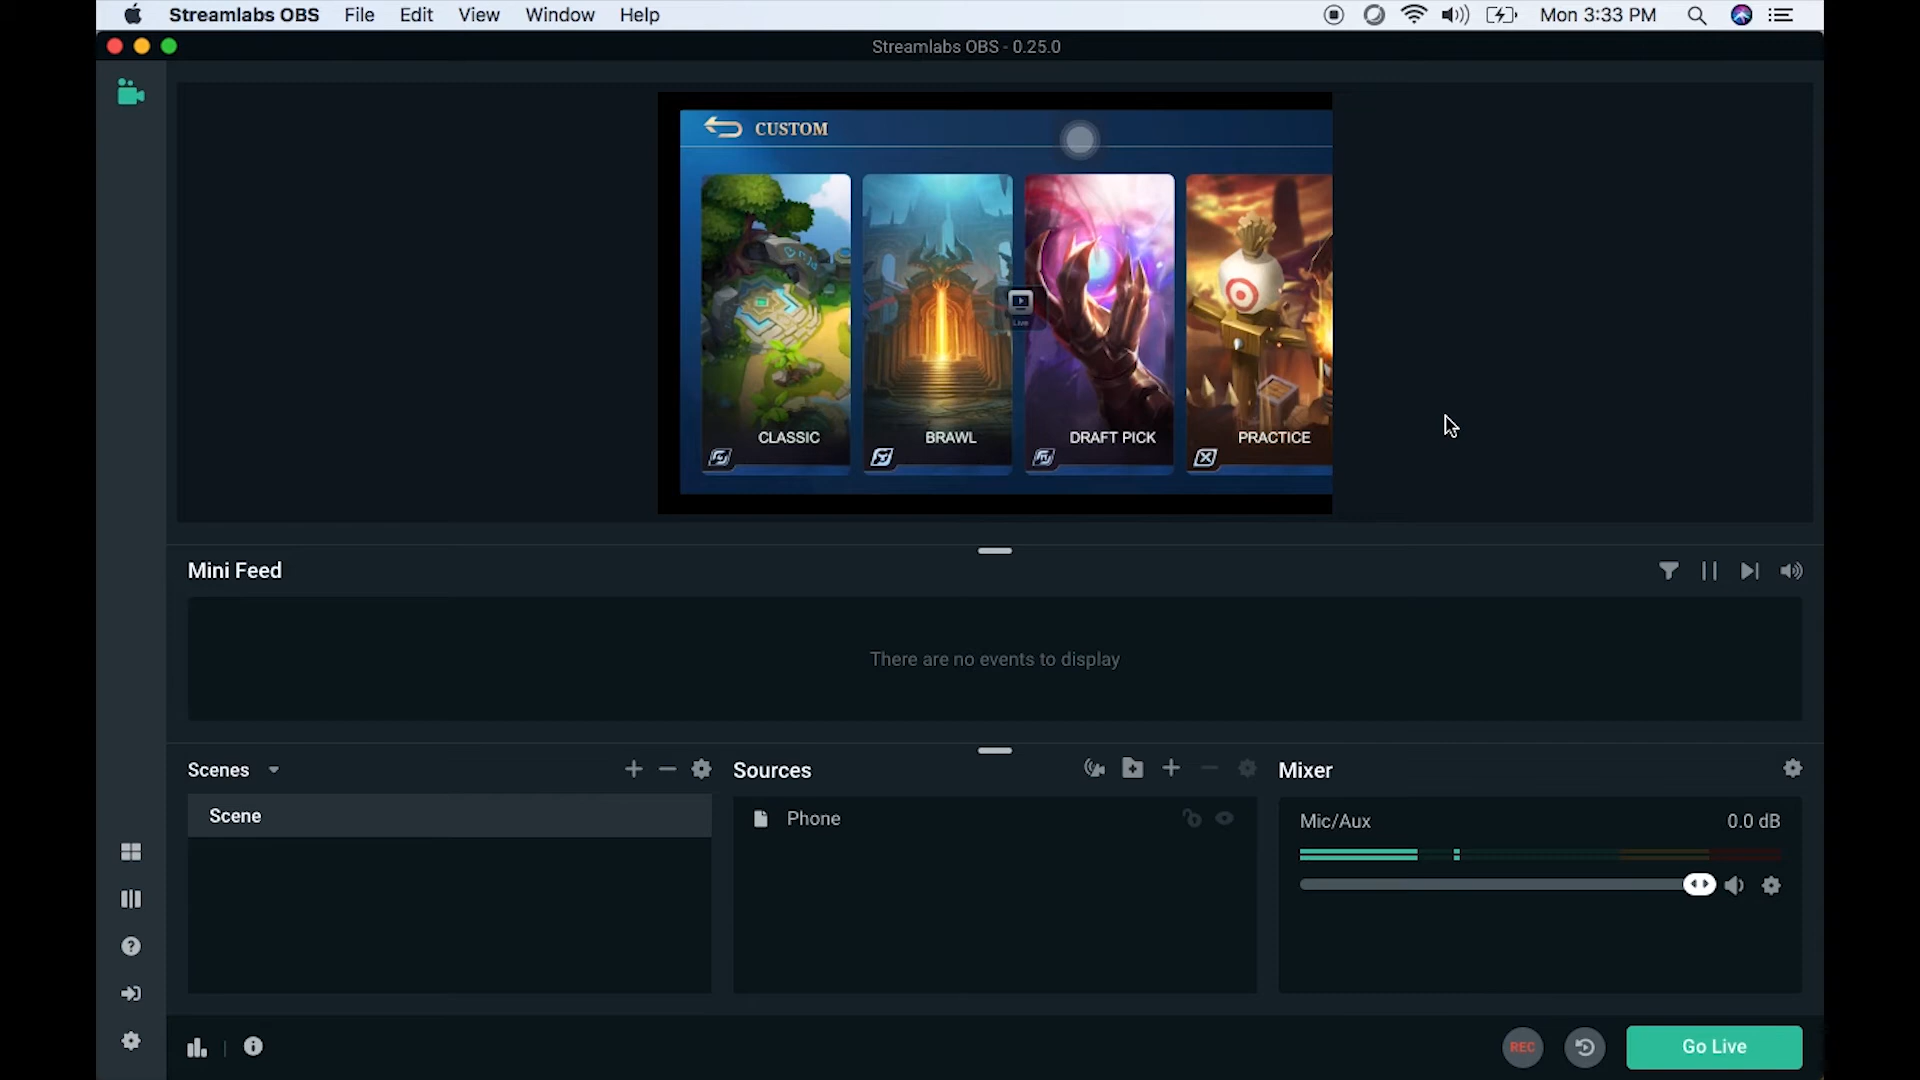 Streamlabs OBS File Edit View Window Help Mon 3:33 PM
Streamlabs OBS - 0.25.0
CUSTOM
Live
CLASSIC BRAWL DRAFT PICK PRACTICE
Mini Feed
There are no events to display
Scenes Sources Mixer
Scene
Phone
Mic/Aux 0.0 dB
REC Go Live